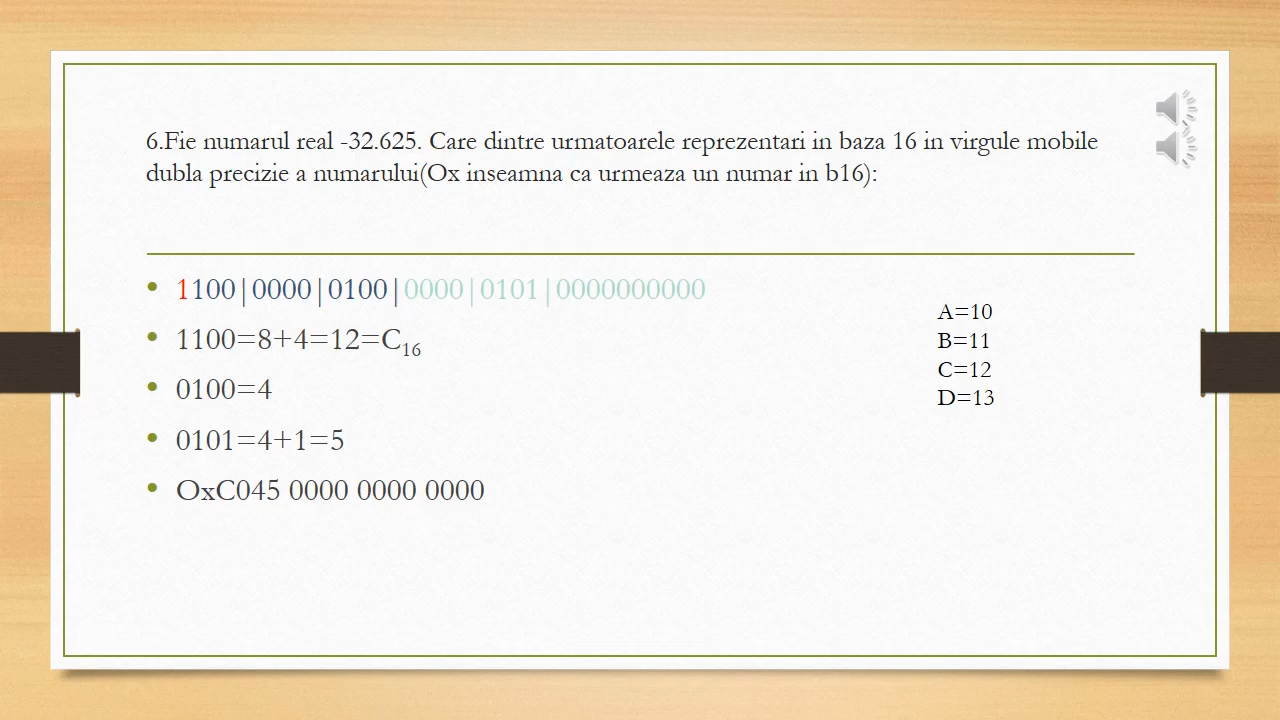 6.Fie numarul real -32.625. Care dintre urmatoarele reprezentari in baza 16 in virgule mobile
dubla precizie a numarului(Ox inseamna ca urmeaza un numar in b16):
• 1100|0000|0100|0000|0101|0000000000
• 1100=8+4=12=C16
• 0100=4
• 0101=4+1=5
• OxC045 0000 0000 0000
A=10
B=11
C=12
D=13